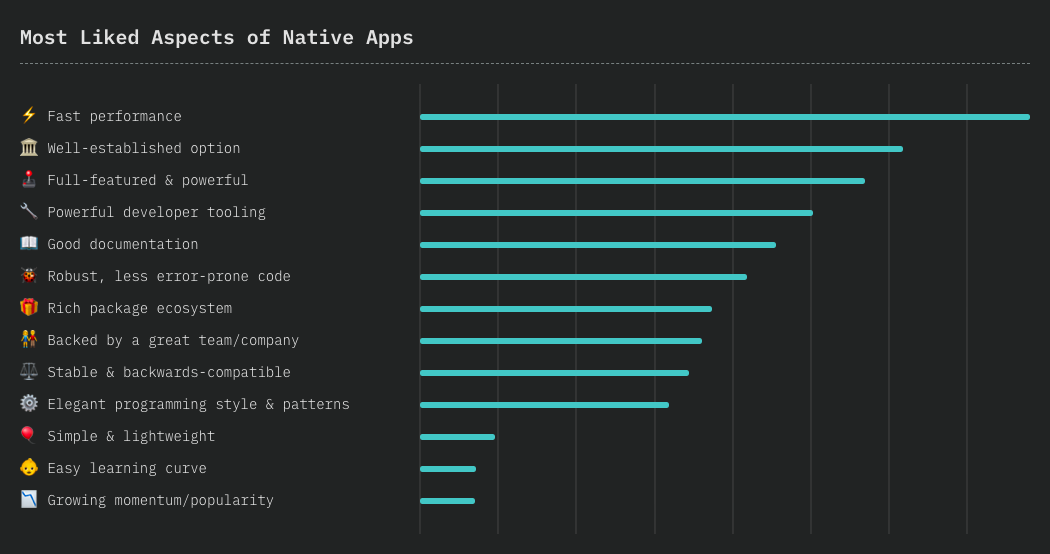 Most Liked Aspects of Native Apps
Fast performance
Well-established option
Full-featured & powerful
Powerful developer tooling
Good documentation
Robust, less error-prone code
Rich package ecosystem
Backed by a great team/company
Stable & backwards-compatible
Elegant programming style & patterns
Simple & lightweight
Easy learning curve
Growing momentum/popularity